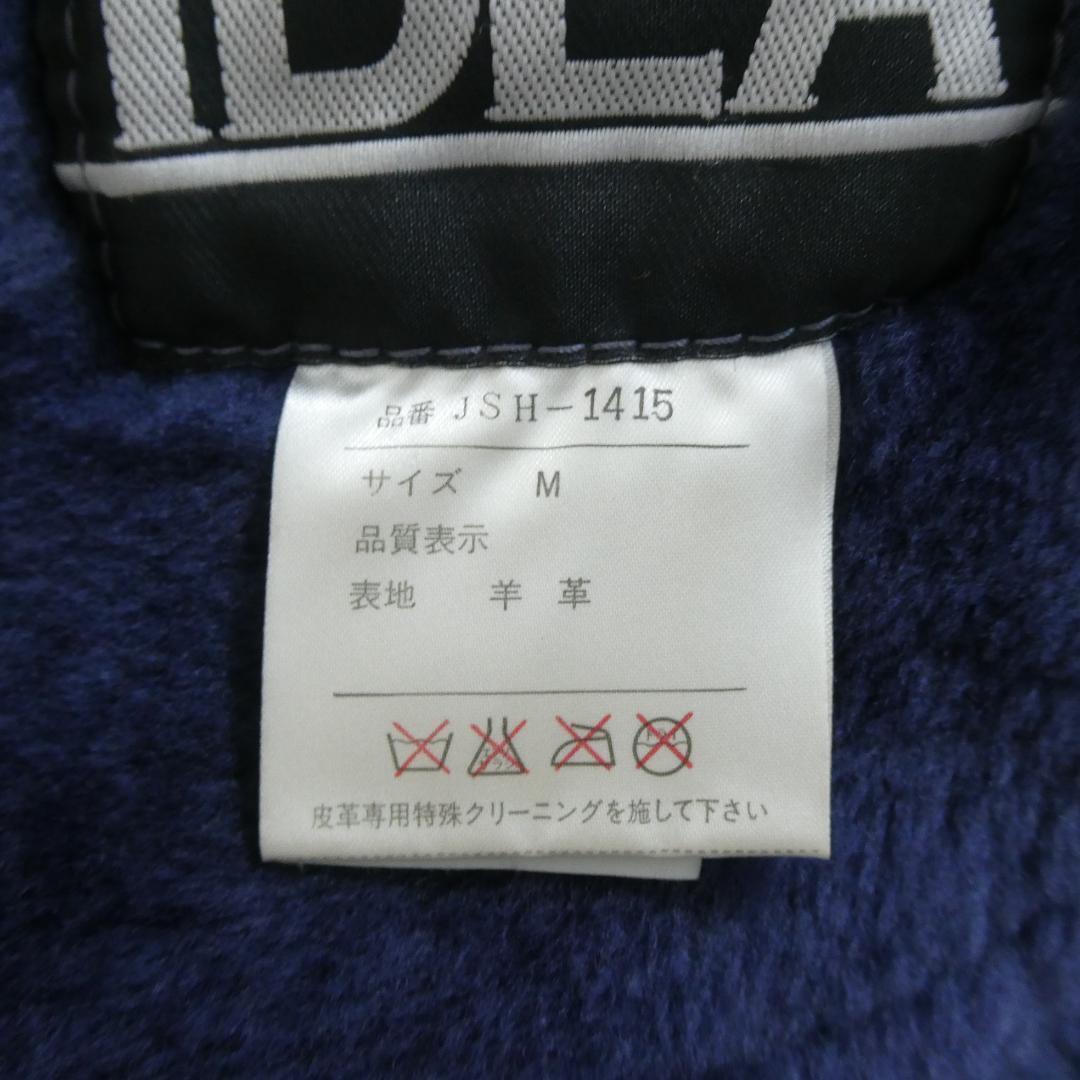 IDEA
品番 JSH-1415
サイズ M
品質表示
表地 羊 革
皮革専用特殊クリーニングを施して下さい